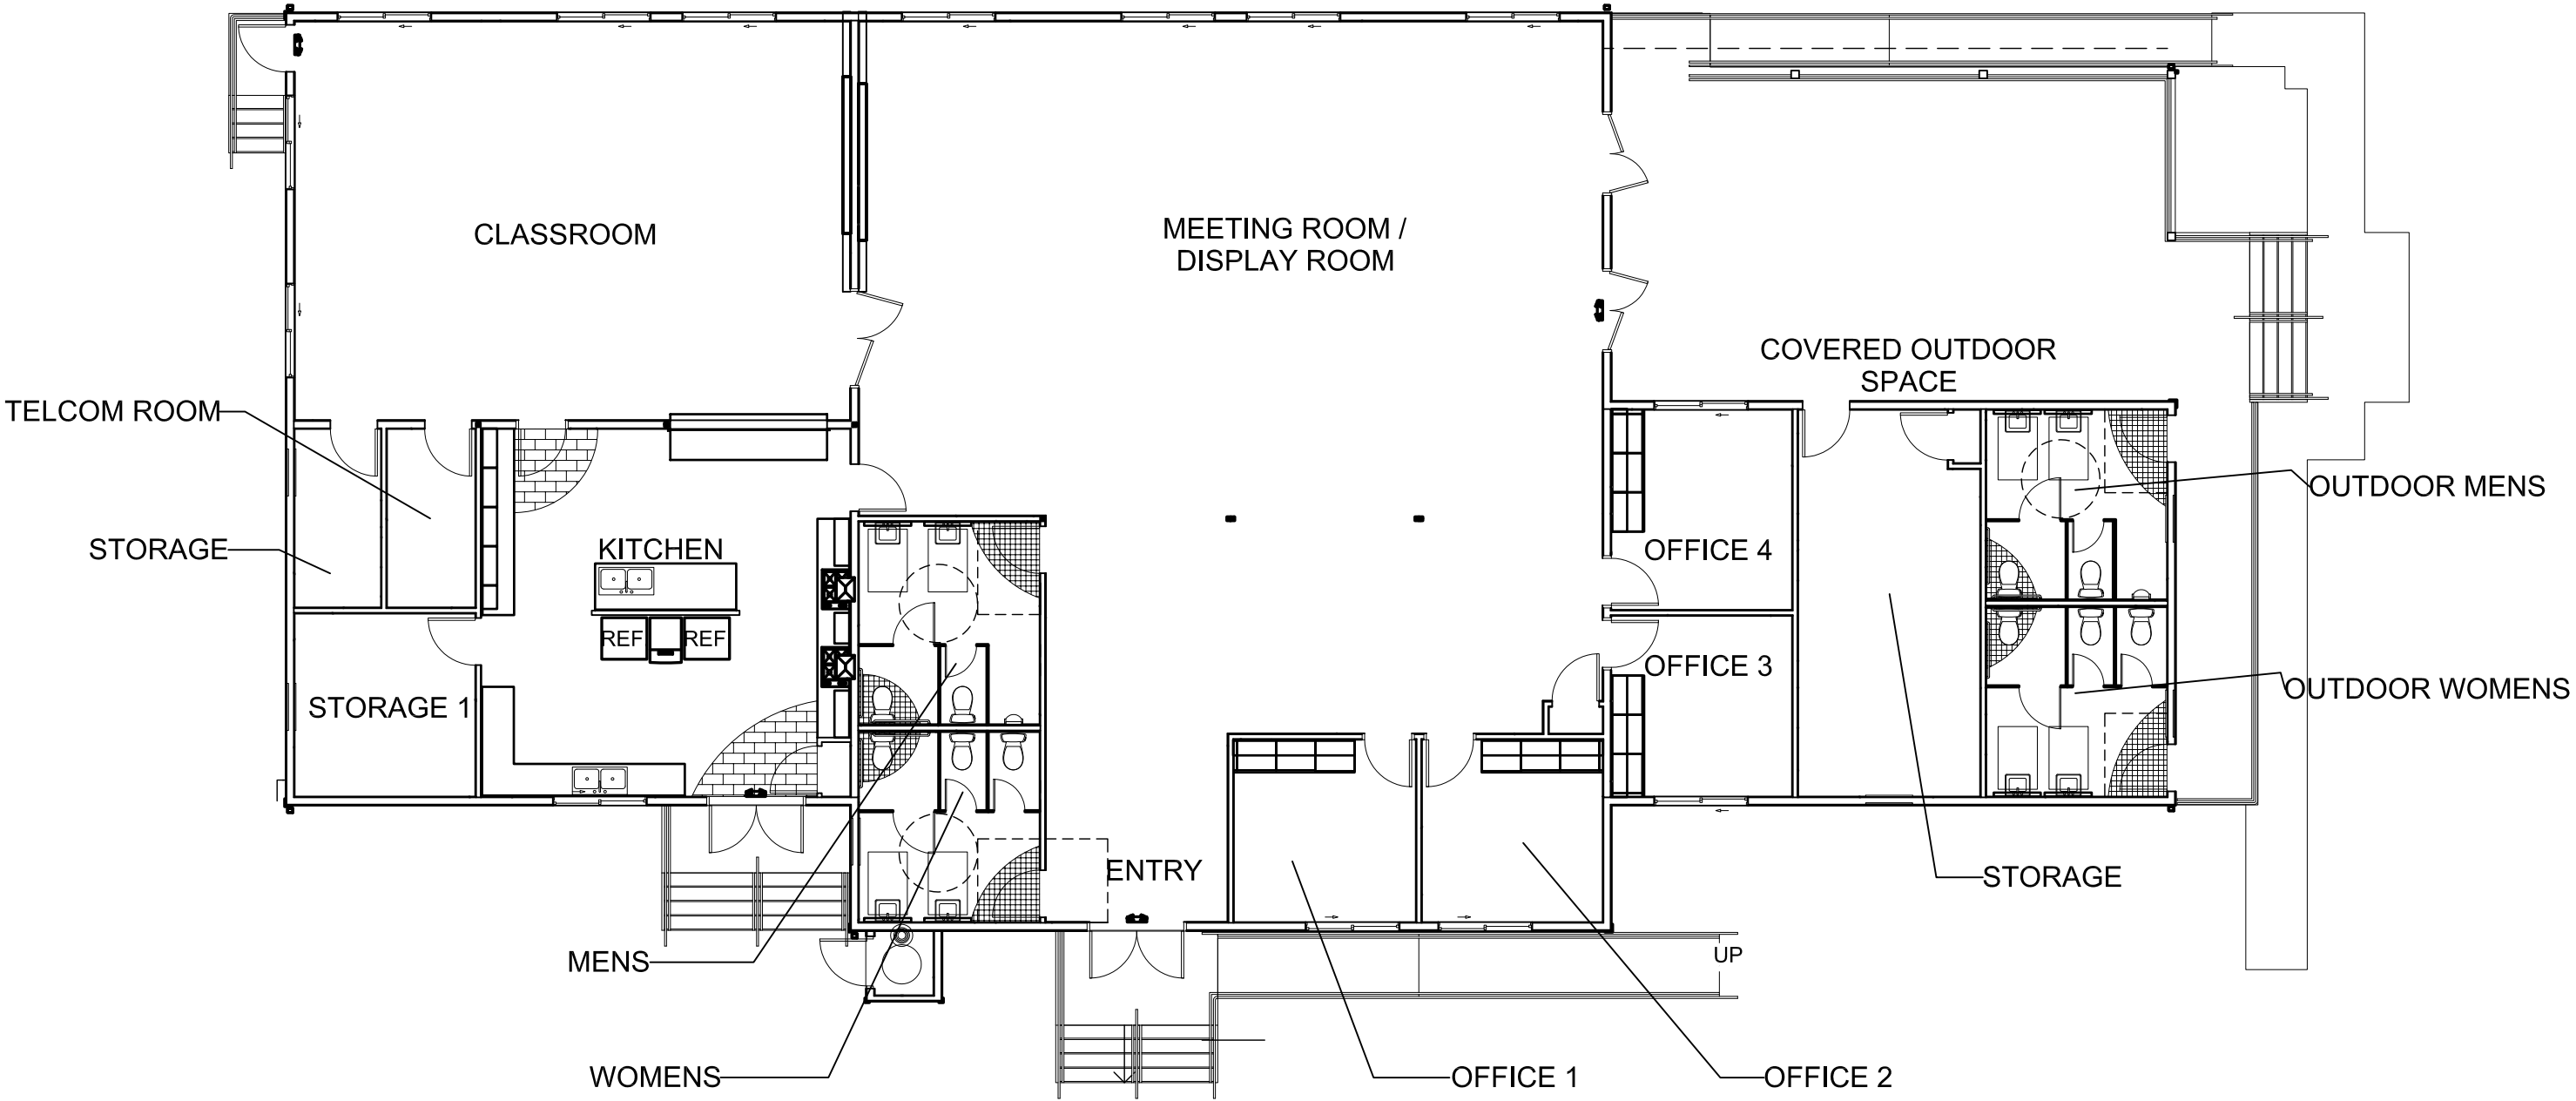 CLASSROOM
MEETING ROOM /
DISPLAY ROOM
COVERED OUTDOOR
SPACE
TELCOM ROOM
OUTDOOR MENS
STORAGE
KITCHEN
OFFICE 4
REF
REF
OFFICE 3
OUTDOOR WOMENS
STORAGE 1
ENTRY
STORAGE
MENS
UP
WOMENS
OFFICE 1
OFFICE 2